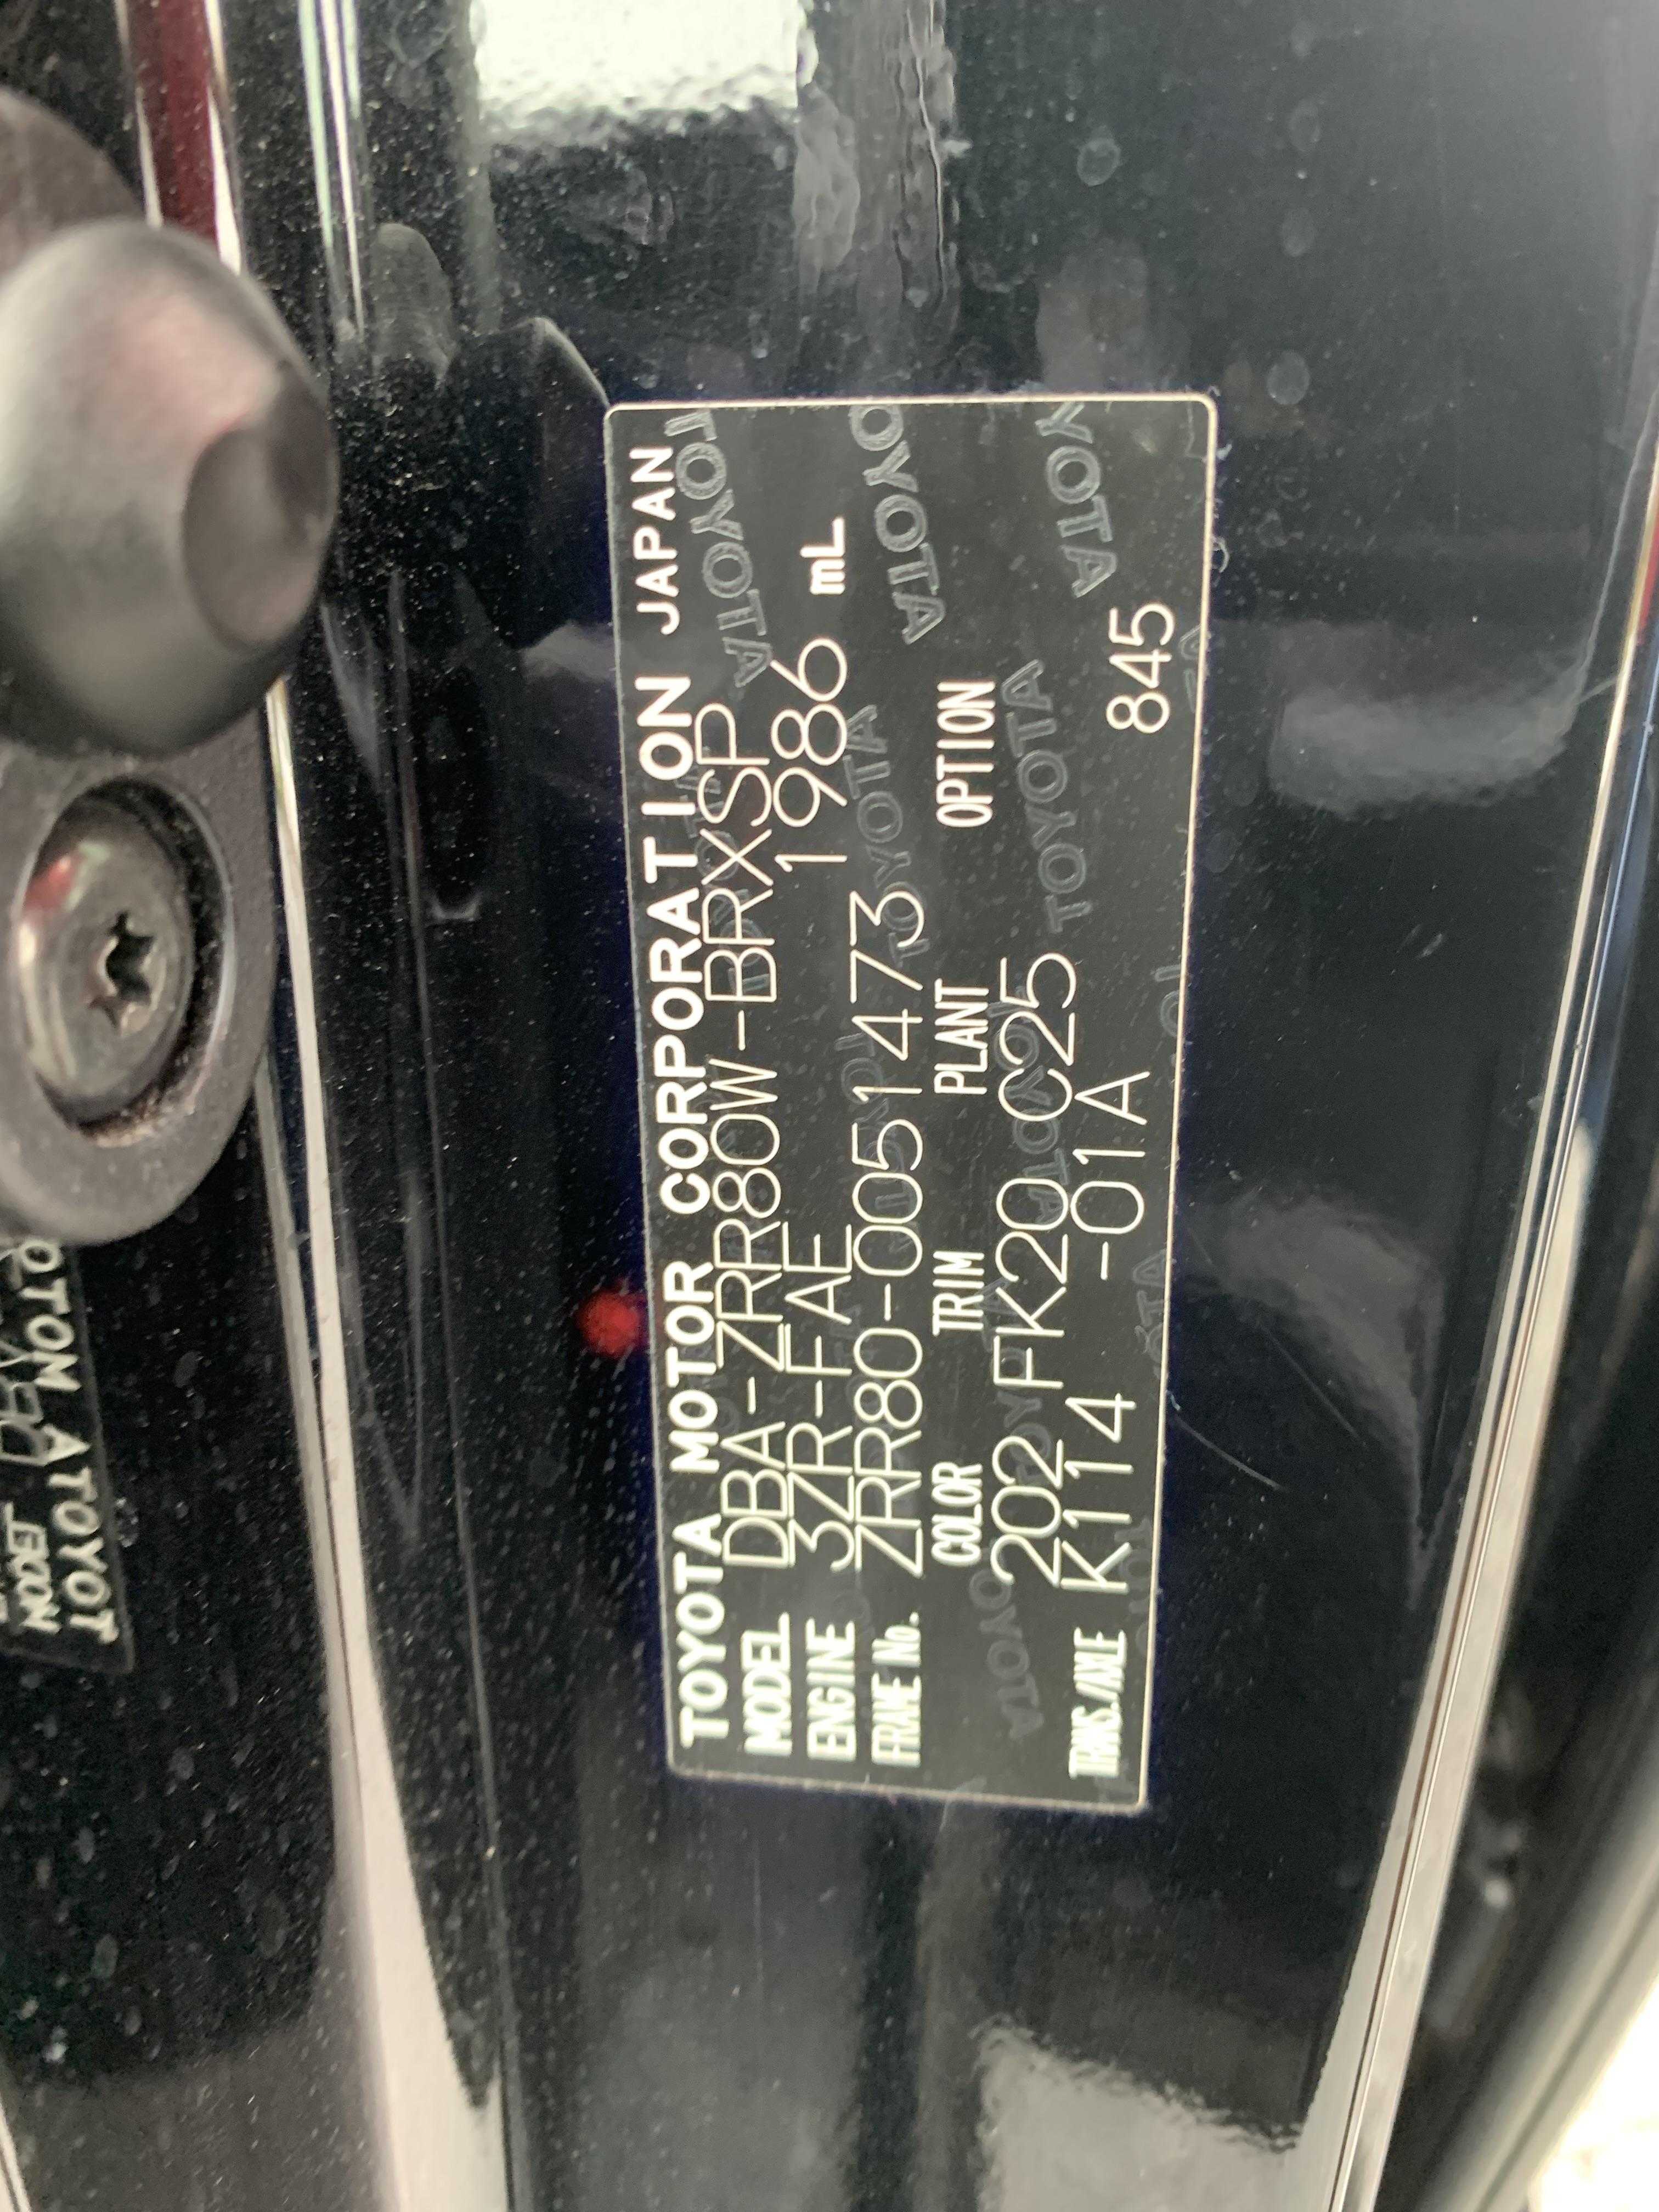 TOYOTA MOTOR CORPORATION JAPAN
MODEL DBA-ZRR80W-BRXSP
ENGINE 3ZR-FAE 1986 mL
FRAME No. ZRR80-0051473
COLOR TRIM PLANT OPTION
202 FK20 C25
TRANS./AXLE K114 -01A 845